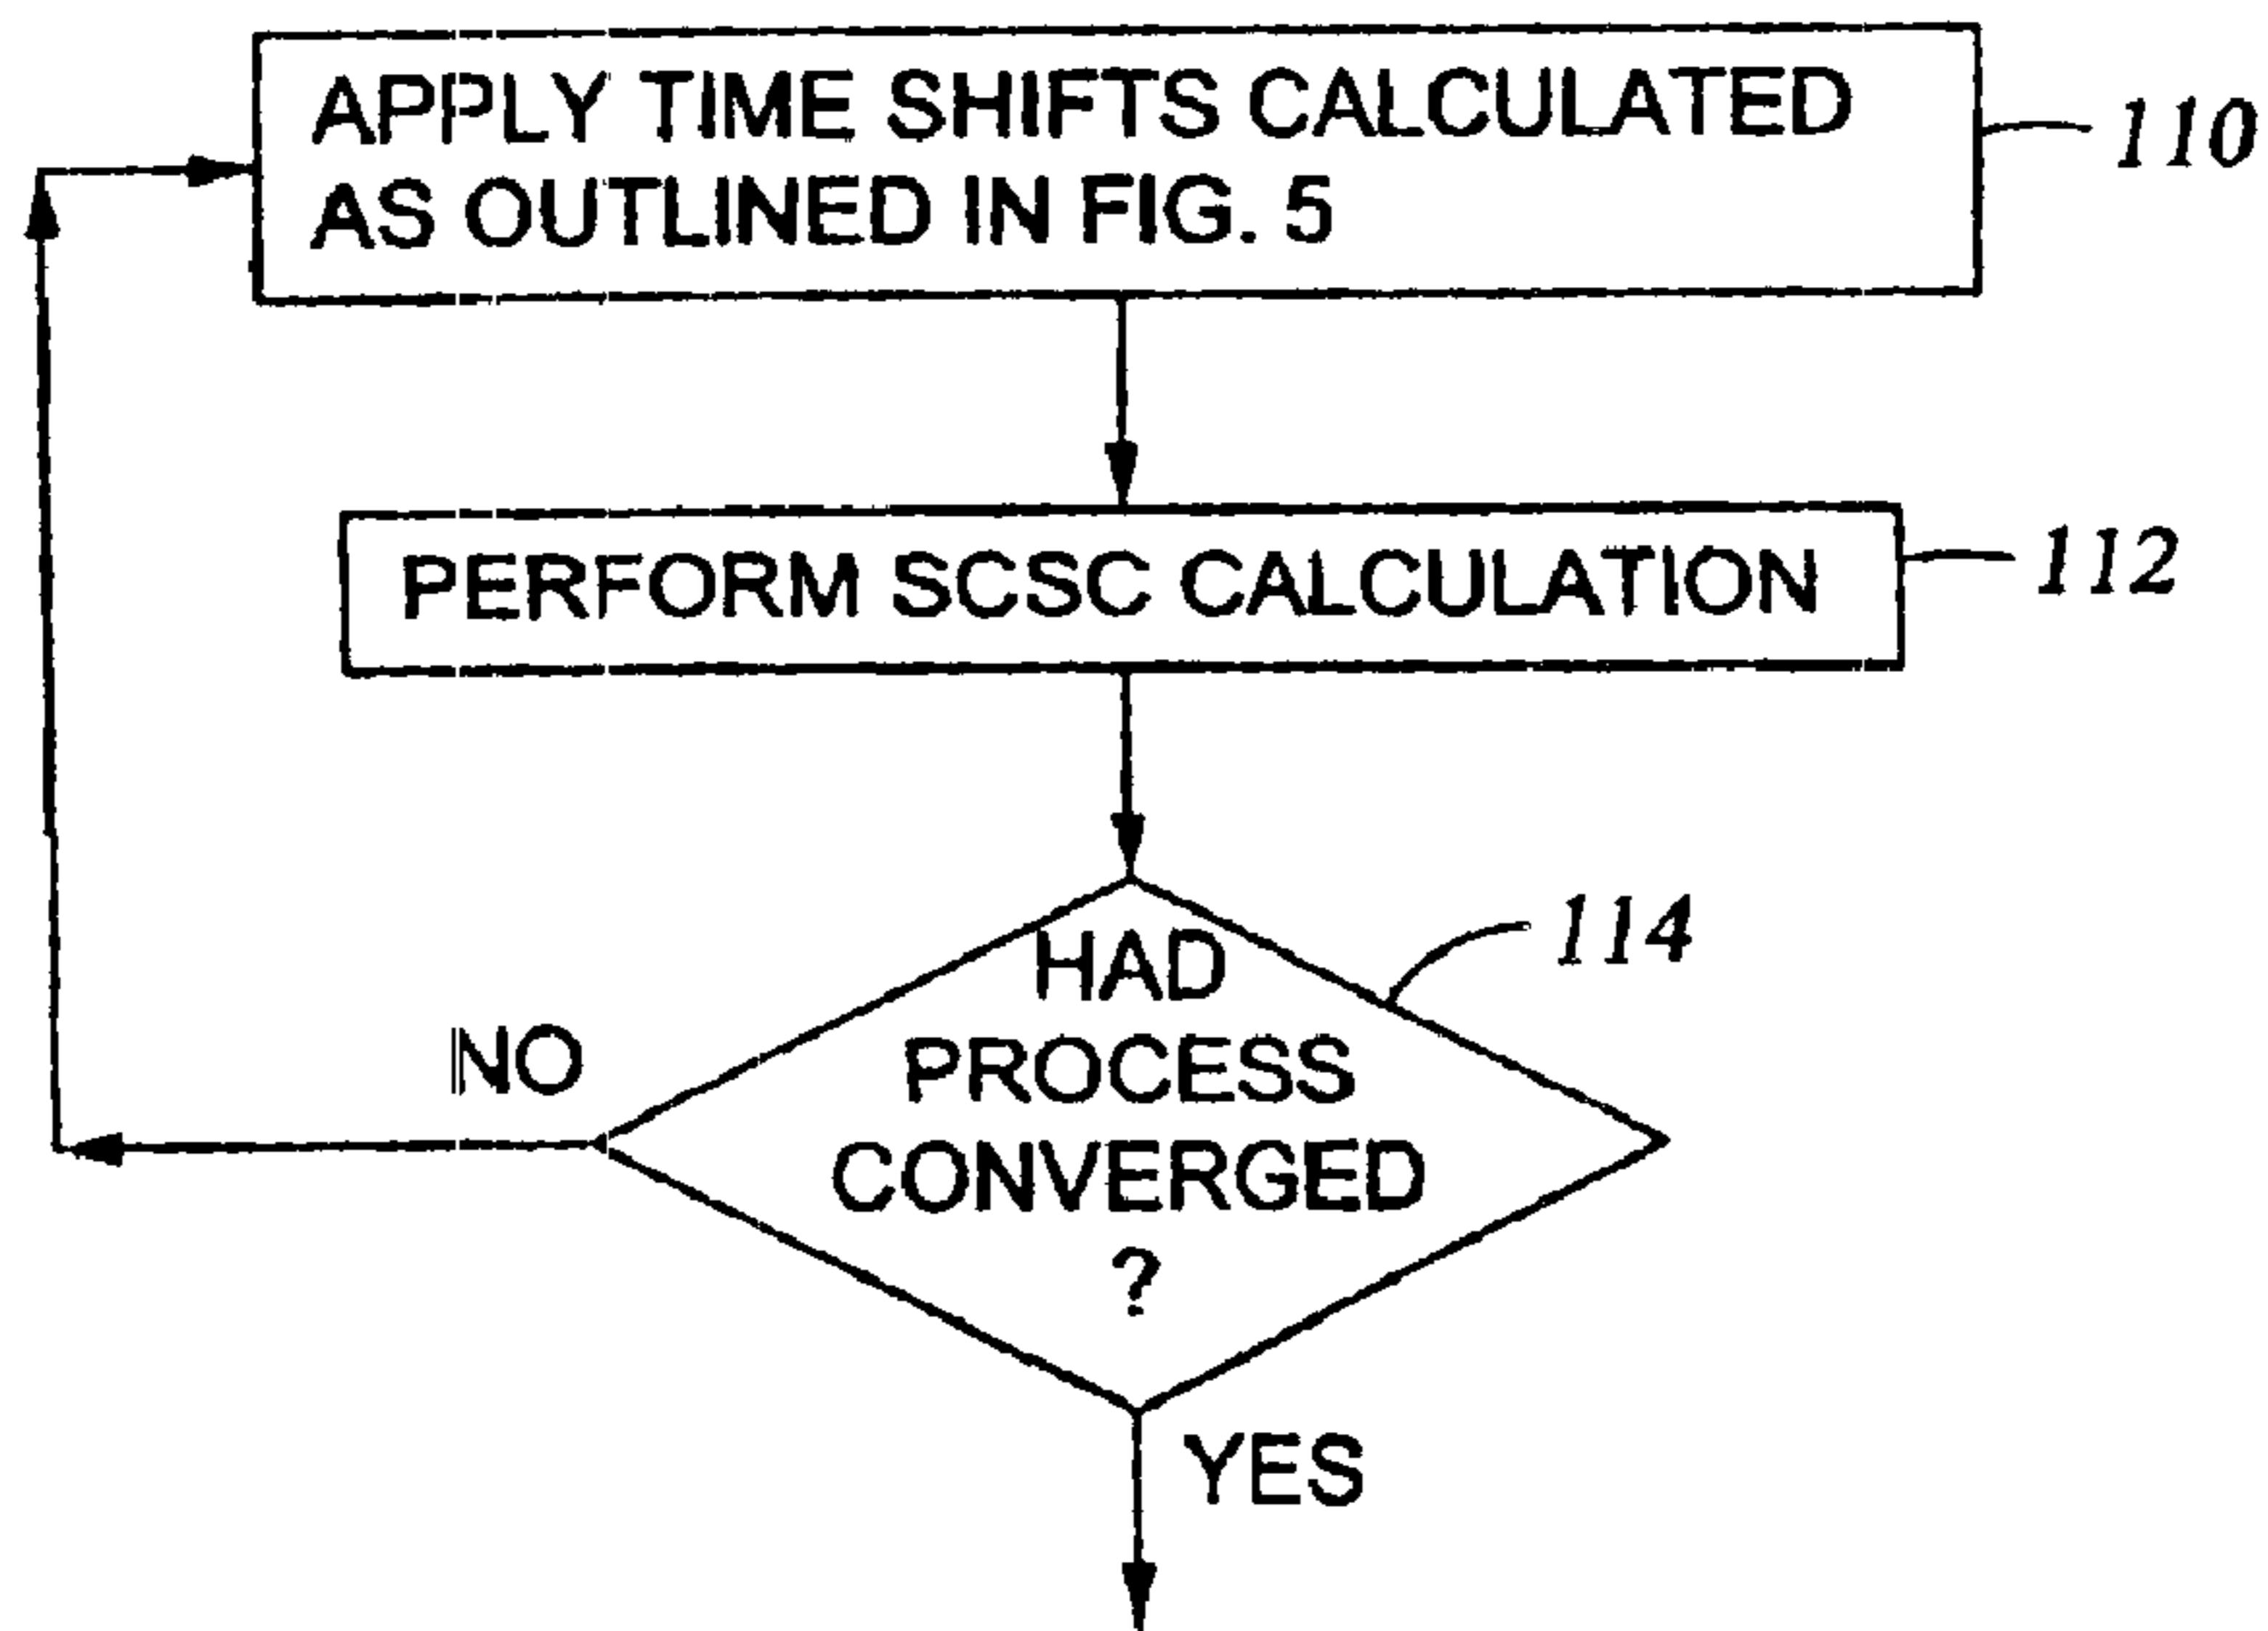 APPLY TIME SHIFTS CALCULATED
AS OUTLINED IN FIG. 5
110
PERFORM SCSC CALCULATION
112
HAD
PROCESS
CONVERGED
?
114
NO
YES